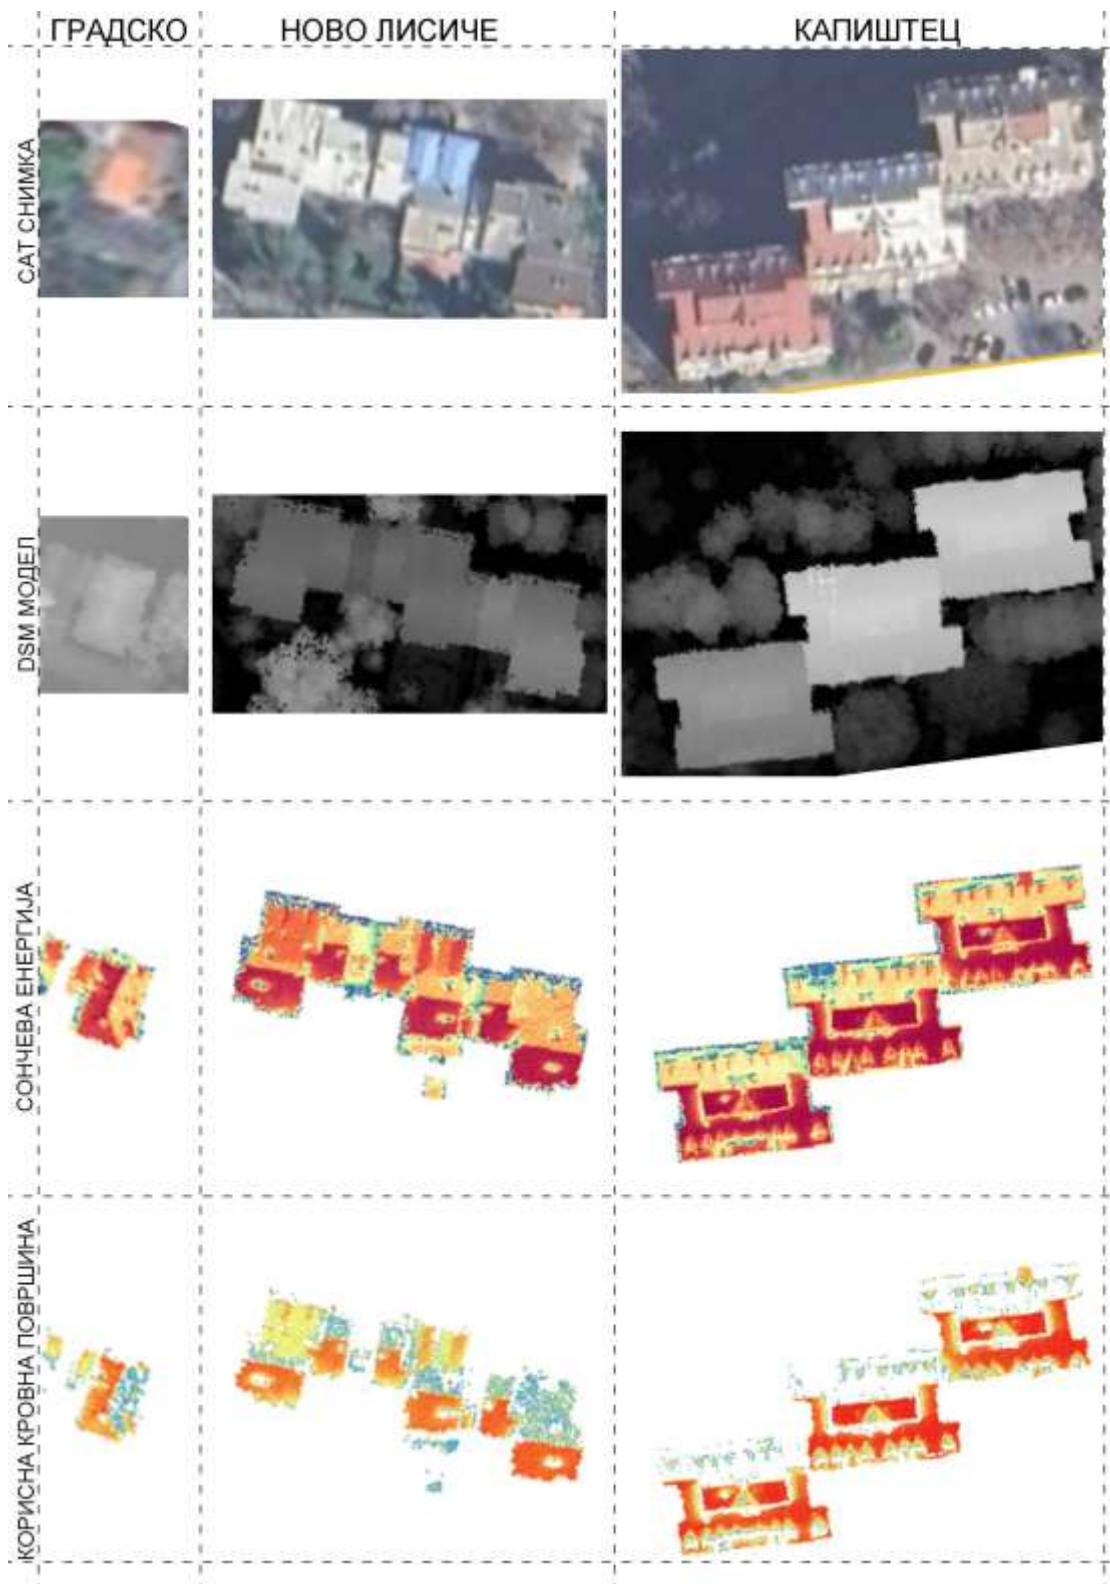 ГРАДСКО
НОВО ЛИСИЧЕ
КАПИШТЕЦ
САТ СНИМКА
DSM МОДЕЛ
СОНЧЕВА ЕНЕРГИЈА
КОРИСНА КРОВНА ПОВРШИНА